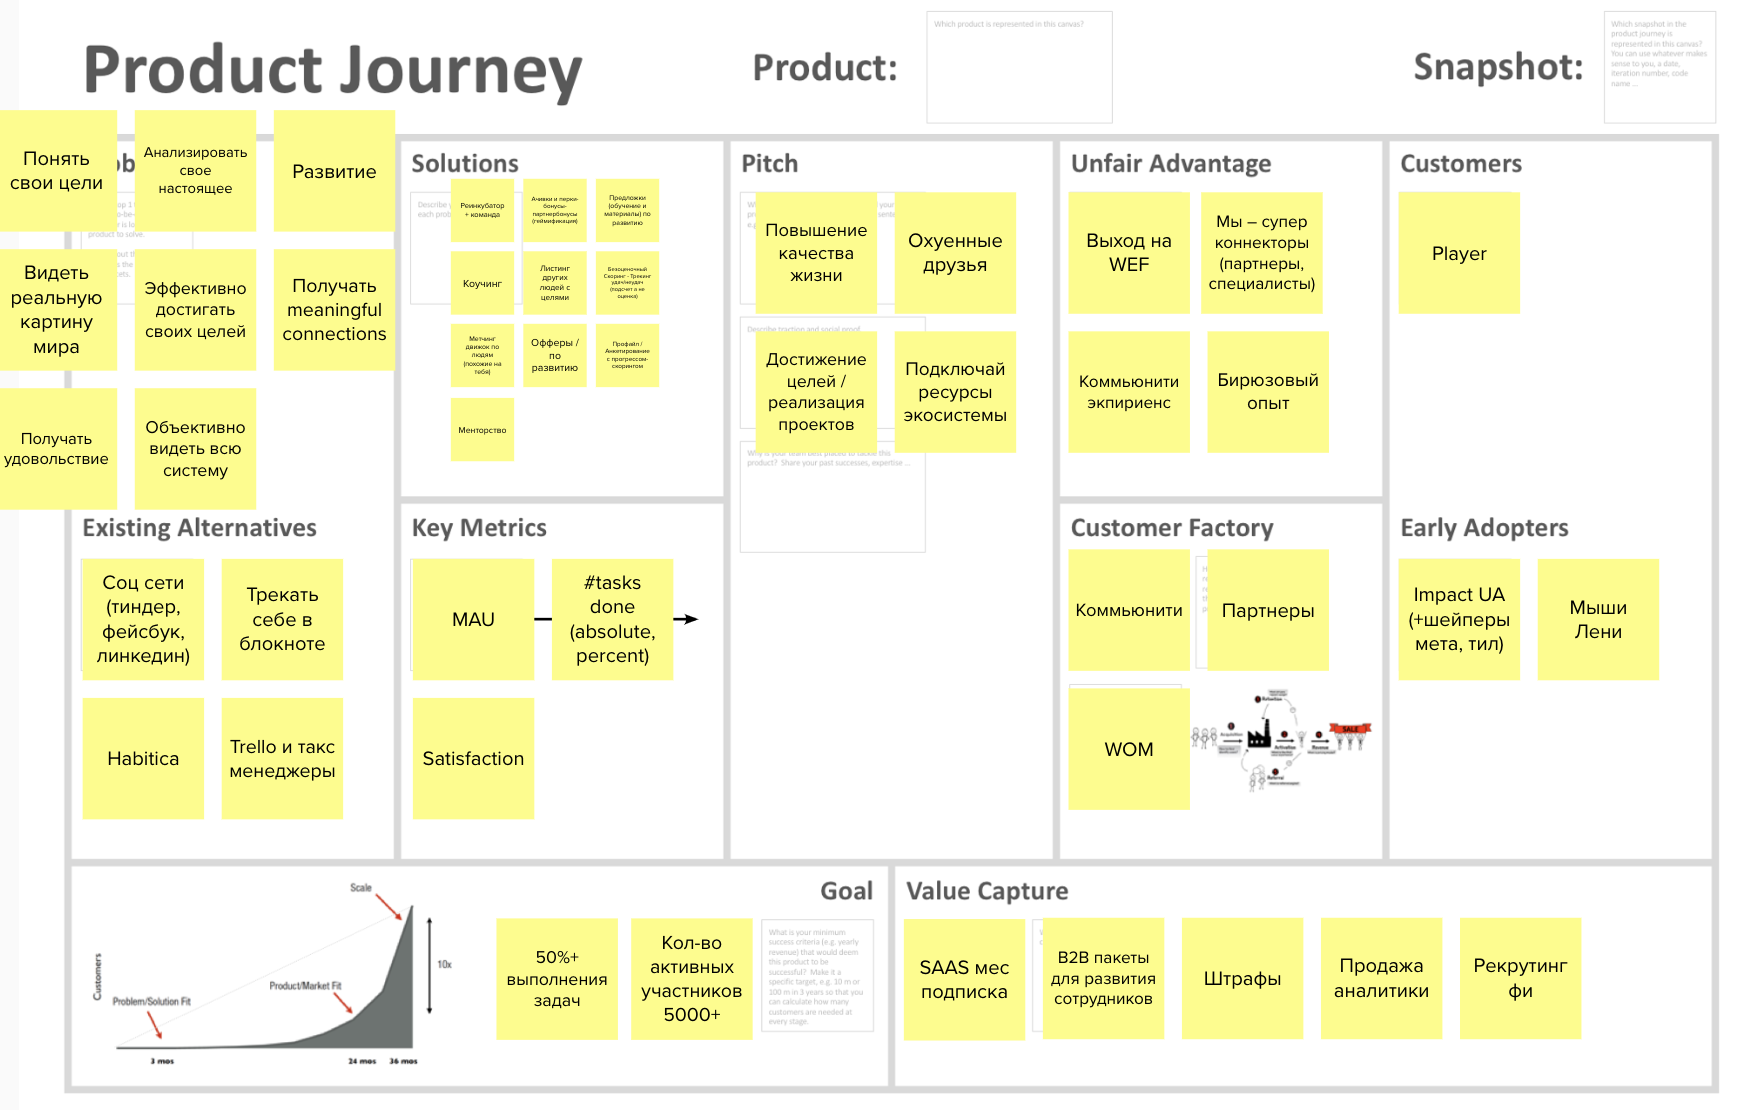 Product Journey
Product:
Which product is represented in this canvas?
Snapshot:
Which snapshot in the
product journey is
represented in this canvas?
You can use whatever makes
sense to you, a date,
iteration number, code
name ...
Понять
свои цели
Анализировать
свое
настоящее
Развитие
Видеть
реальную
картину
мира
Эффективно
достигать
своих целей
Получать
meaningful
connections
Получать
удовольствие
Объективно
видеть всю
систему
product to solve.
Solutions
Реинкубатор
+ команда
Ачивки и перки-
бонусы-
партнербонусы
(геймификация)
Предложки
(обучение и
материалы) по
развитию
Коучинг
Листинг
других
людей с
целями
Безоценочный
Скоринг - Трекинг
удач/неудач
(подсчет а не
оценка)
Метчинг
движок по
людям
(похожие на
тебя)
Офферы /
по
развитию
Профайл /
Анкетирование
с прогрессом-
скорингом
Менторство
Pitch
Повышение
качества
жизни
Охуенные
друзья
Describe traction and social proof
Достижение
целей /
реализация
проектов
Подключай
ресурсы
экосистемы
Why is your team best placed to tackle this
product? Share your past successes, expertise ...
Unfair Advantage
Выход на
WEF
Мы – супер
коннекторы
(партнеры,
специалисты)
Коммьюнити
экпириенс
Бирюзовый
опыт
Customers
Player
Existing Alternatives
Соц сети
(тиндер,
фейсбук,
линкедин)
Трекать
себе в
блокноте
Habitica
Trello и такс
менеджеры
Key Metrics
MAU
#tasks
done
(absolute,
percent)
Satisfaction
Customer Factory
Коммьюнити
Партнеры
WOM
Acquisition
Activation
Retention
Revenue
Referral
SALE
Early Adopters
Impact UA
(+шейперы
мета, тил)
Мыши
Лени
Goal
Customers
Scale
10x
Product/Market Fit
Problem/Solution Fit
3 mos
24 mos
36 mos
50%+
выполнения
задач
Кол-во
активных
участников
5000+
What is your minimum
success criteria (e.g. yearly
revenue) that would deem
this product to be
successful? Make it a
specific target, e.g. 10 m or
100 m in 3 years so that you
can calculate how many
customers are needed at
every stage.
Value Capture
SAAS мес
подписка
B2B пакеты
для развития
сотрудников
Штрафы
Продажа
аналитики
Рекрутинг
фи